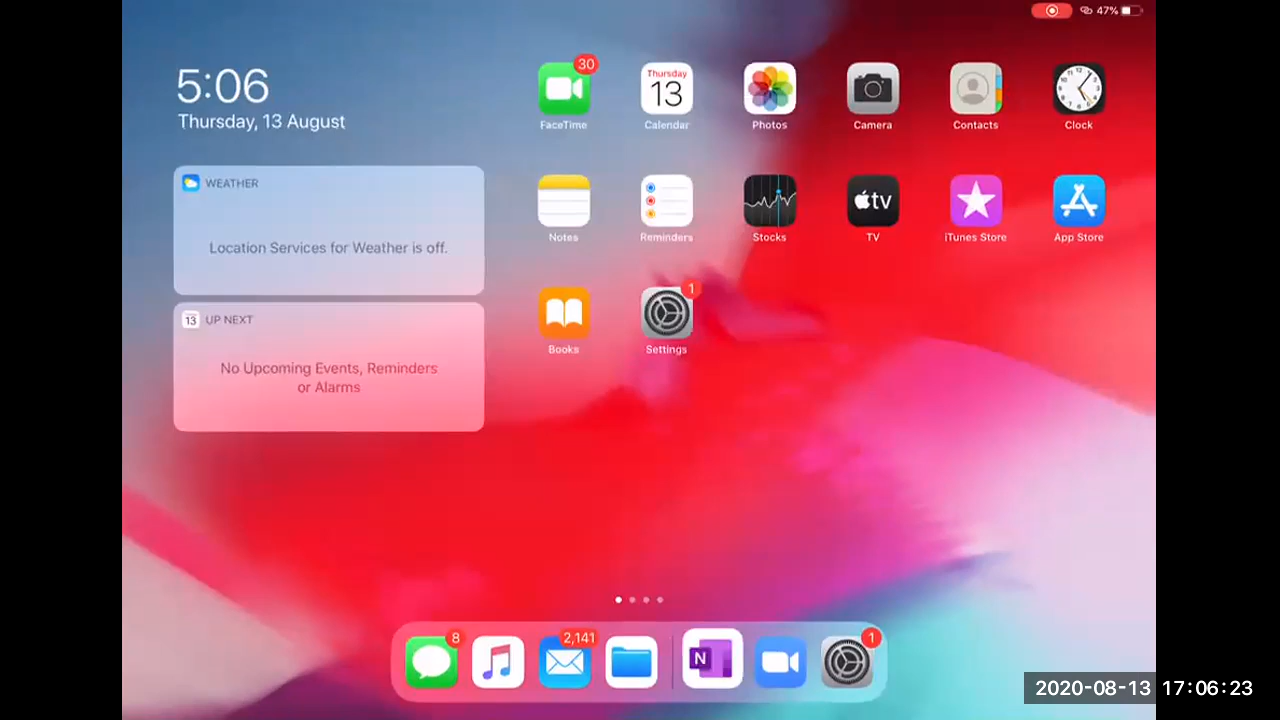 47%
5:06
Thursday, 13 August
WEATHER
Location Services for Weather is off.
13 UP NEXT
No Upcoming Events, Reminders
or Alarms
30
Thursday
13
FaceTime Calendar Photos Camera Contacts Clock
tv
Notes Reminders Stocks TV iTunes Store App Store
1
Books Settings
8 2,141 1
N
2020-08-13 17:06:23